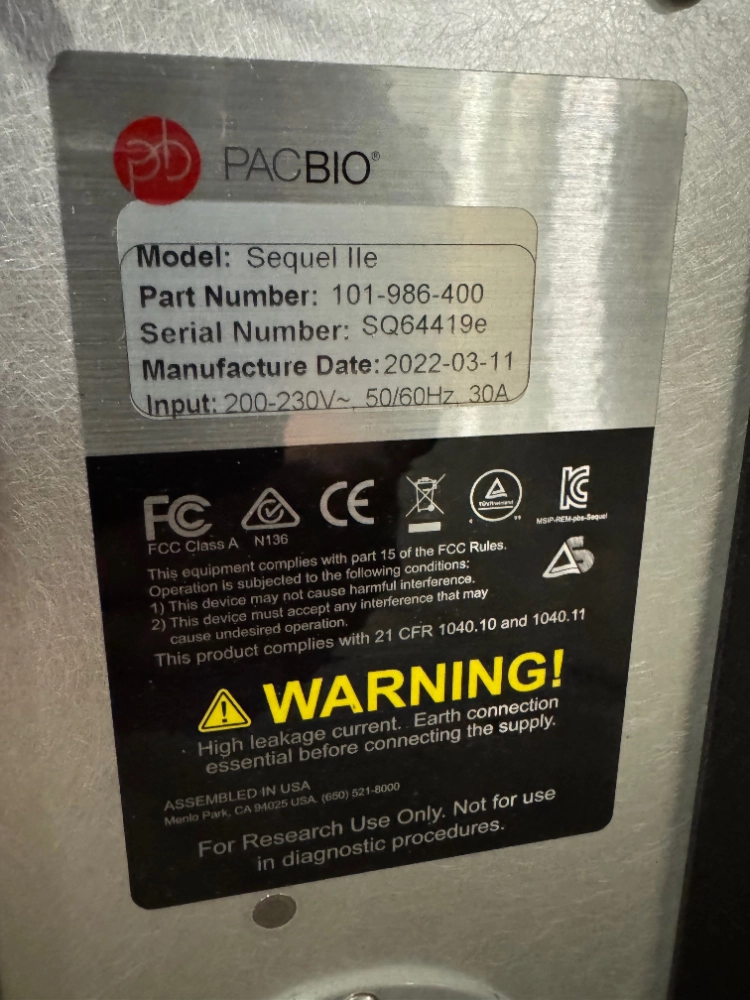 pb PACBIO®
Model: Sequel IIe
Part Number: 101-986-400
Serial Number: SQ64419e
Manufacture Date: 2022-03-11
Input: 200-230V~, 50/60Hz, 30A
FC CE
TÜVRheinland
FCC Class A N136
MSIP-REM-pbs-Sequel
This equipment complies with part 15 of the FCC Rules.
Operation is subjected to the following conditions:
1) This device may not cause harmful interference.
2) This device must accept any interference that may
cause undesired operation.
This product complies with 21 CFR 1040.10 and 1040.11
WARNING!
High leakage current. Earth connection
essential before connecting the supply.
ASSEMBLED IN USA
Menlo Park, CA 94025 USA. (650) 521-8000
For Research Use Only. Not for use
in diagnostic procedures.